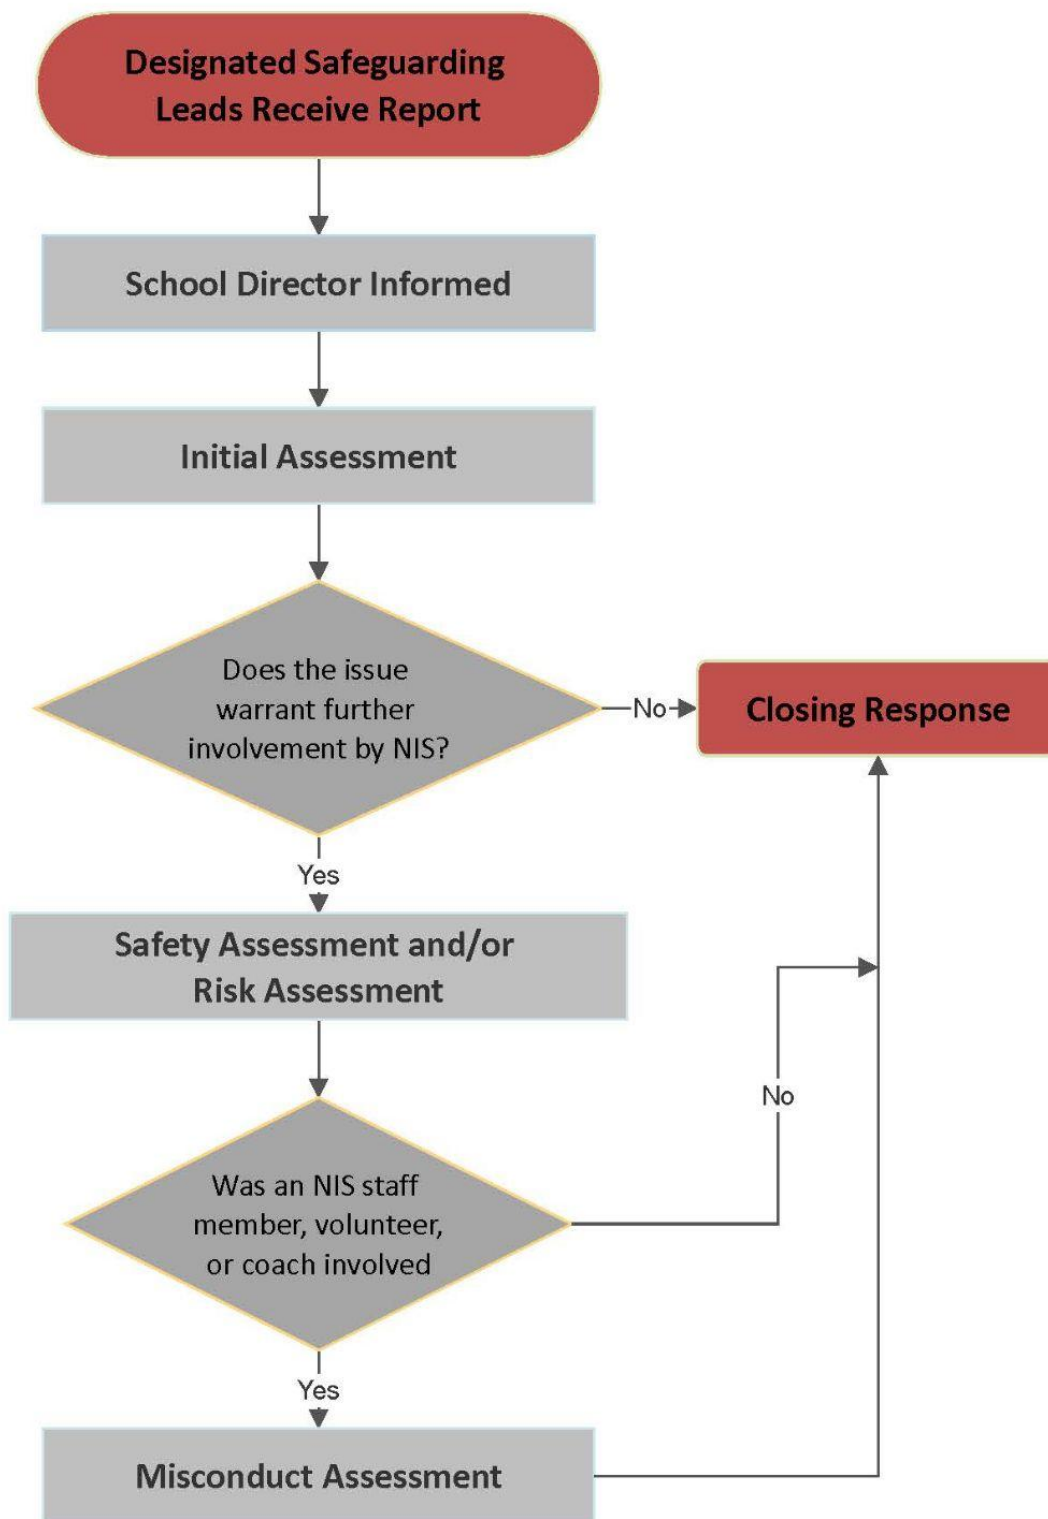 Designated Safeguarding
Leads Receive Report
School Director Informed
Initial Assessment
Does the issue
warrant further
involvement by NIS?
No
Closing Response
Yes
Safety Assessment and/or
Risk Assessment
No
Was an NIS staff
member, volunteer,
or coach involved
Yes
Misconduct Assessment